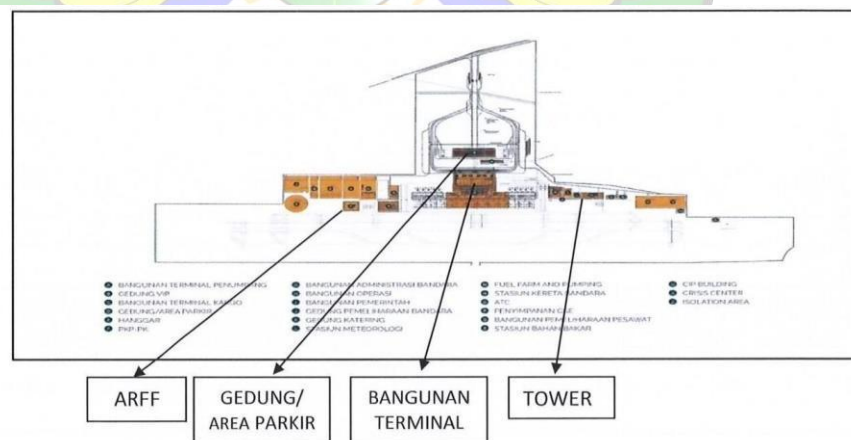 BANGUNAN TERMINAL PENUMPANG
GEDUNG VIP
BANGUNAN TERMINAL KARGO
GEDUNG/AREA PARKIR
HANGGAR
PKP-PK
BANGUNAN ADMINISTRASI BANDARA
BANGUNAN OPERASI
BANGUNAN PEMERINTAH
GEDUNG PEMELIHARAAN BANDARA
GEDUNG KATERING
STASIUN METEOROLOGI
FUEL FARM AND PUMPING
STASIUN KERETA BANDARA
ATC
PENYIMPANAN GSE
BANGUNAN PEMELIHARAAN PESAWAT
STASIUN BAHAN BAKAR
CIP BUILDING
CRISIS CENTER
ISOLATION AREA
ARFF
GEDUNG/
AREA PARKIR
BANGUNAN
TERMINAL
TOWER